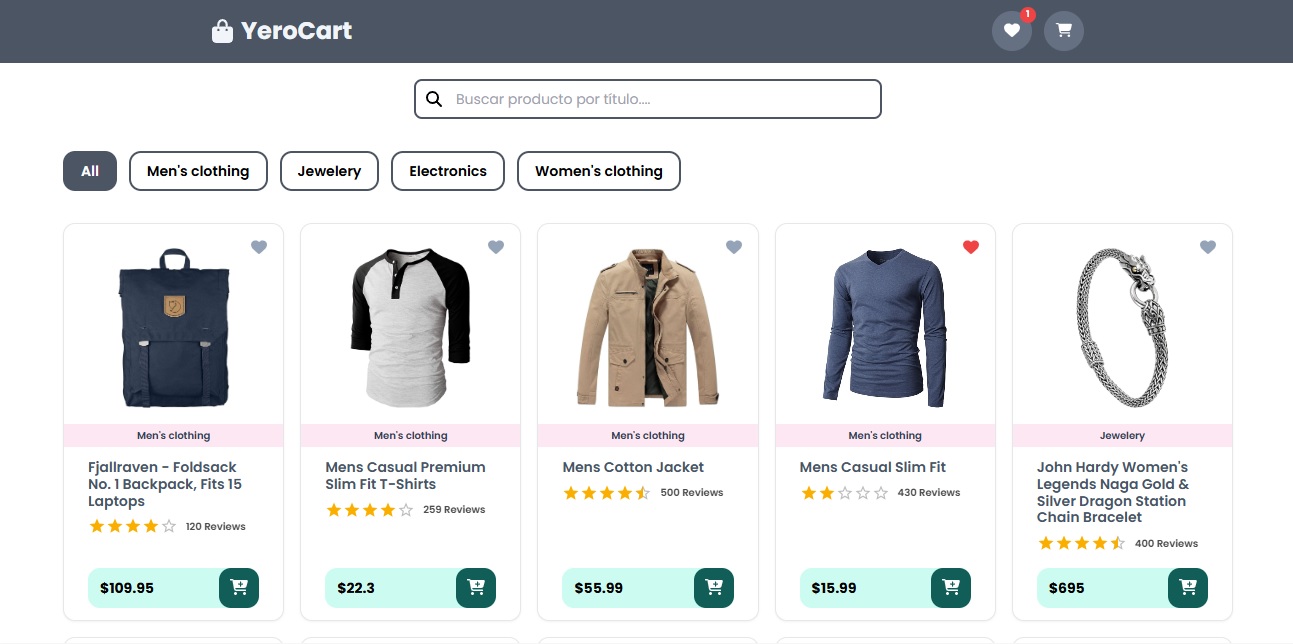 YeroCart
1
Buscar producto por título....
All
Men's clothing
Jewelery
Electronics
Women's clothing
Men's clothing
Fjallraven - Foldsack
No. 1 Backpack, Fits 15
Laptops
120 Reviews
$109.95
Men's clothing
Mens Casual Premium
Slim Fit T-Shirts
259 Reviews
$22.3
Men's clothing
Mens Cotton Jacket
500 Reviews
$55.99
Men's clothing
Mens Casual Slim Fit
430 Reviews
$15.99
Jewelery
John Hardy Women's
Legends Naga Gold &
Silver Dragon Station
Chain Bracelet
400 Reviews
$695